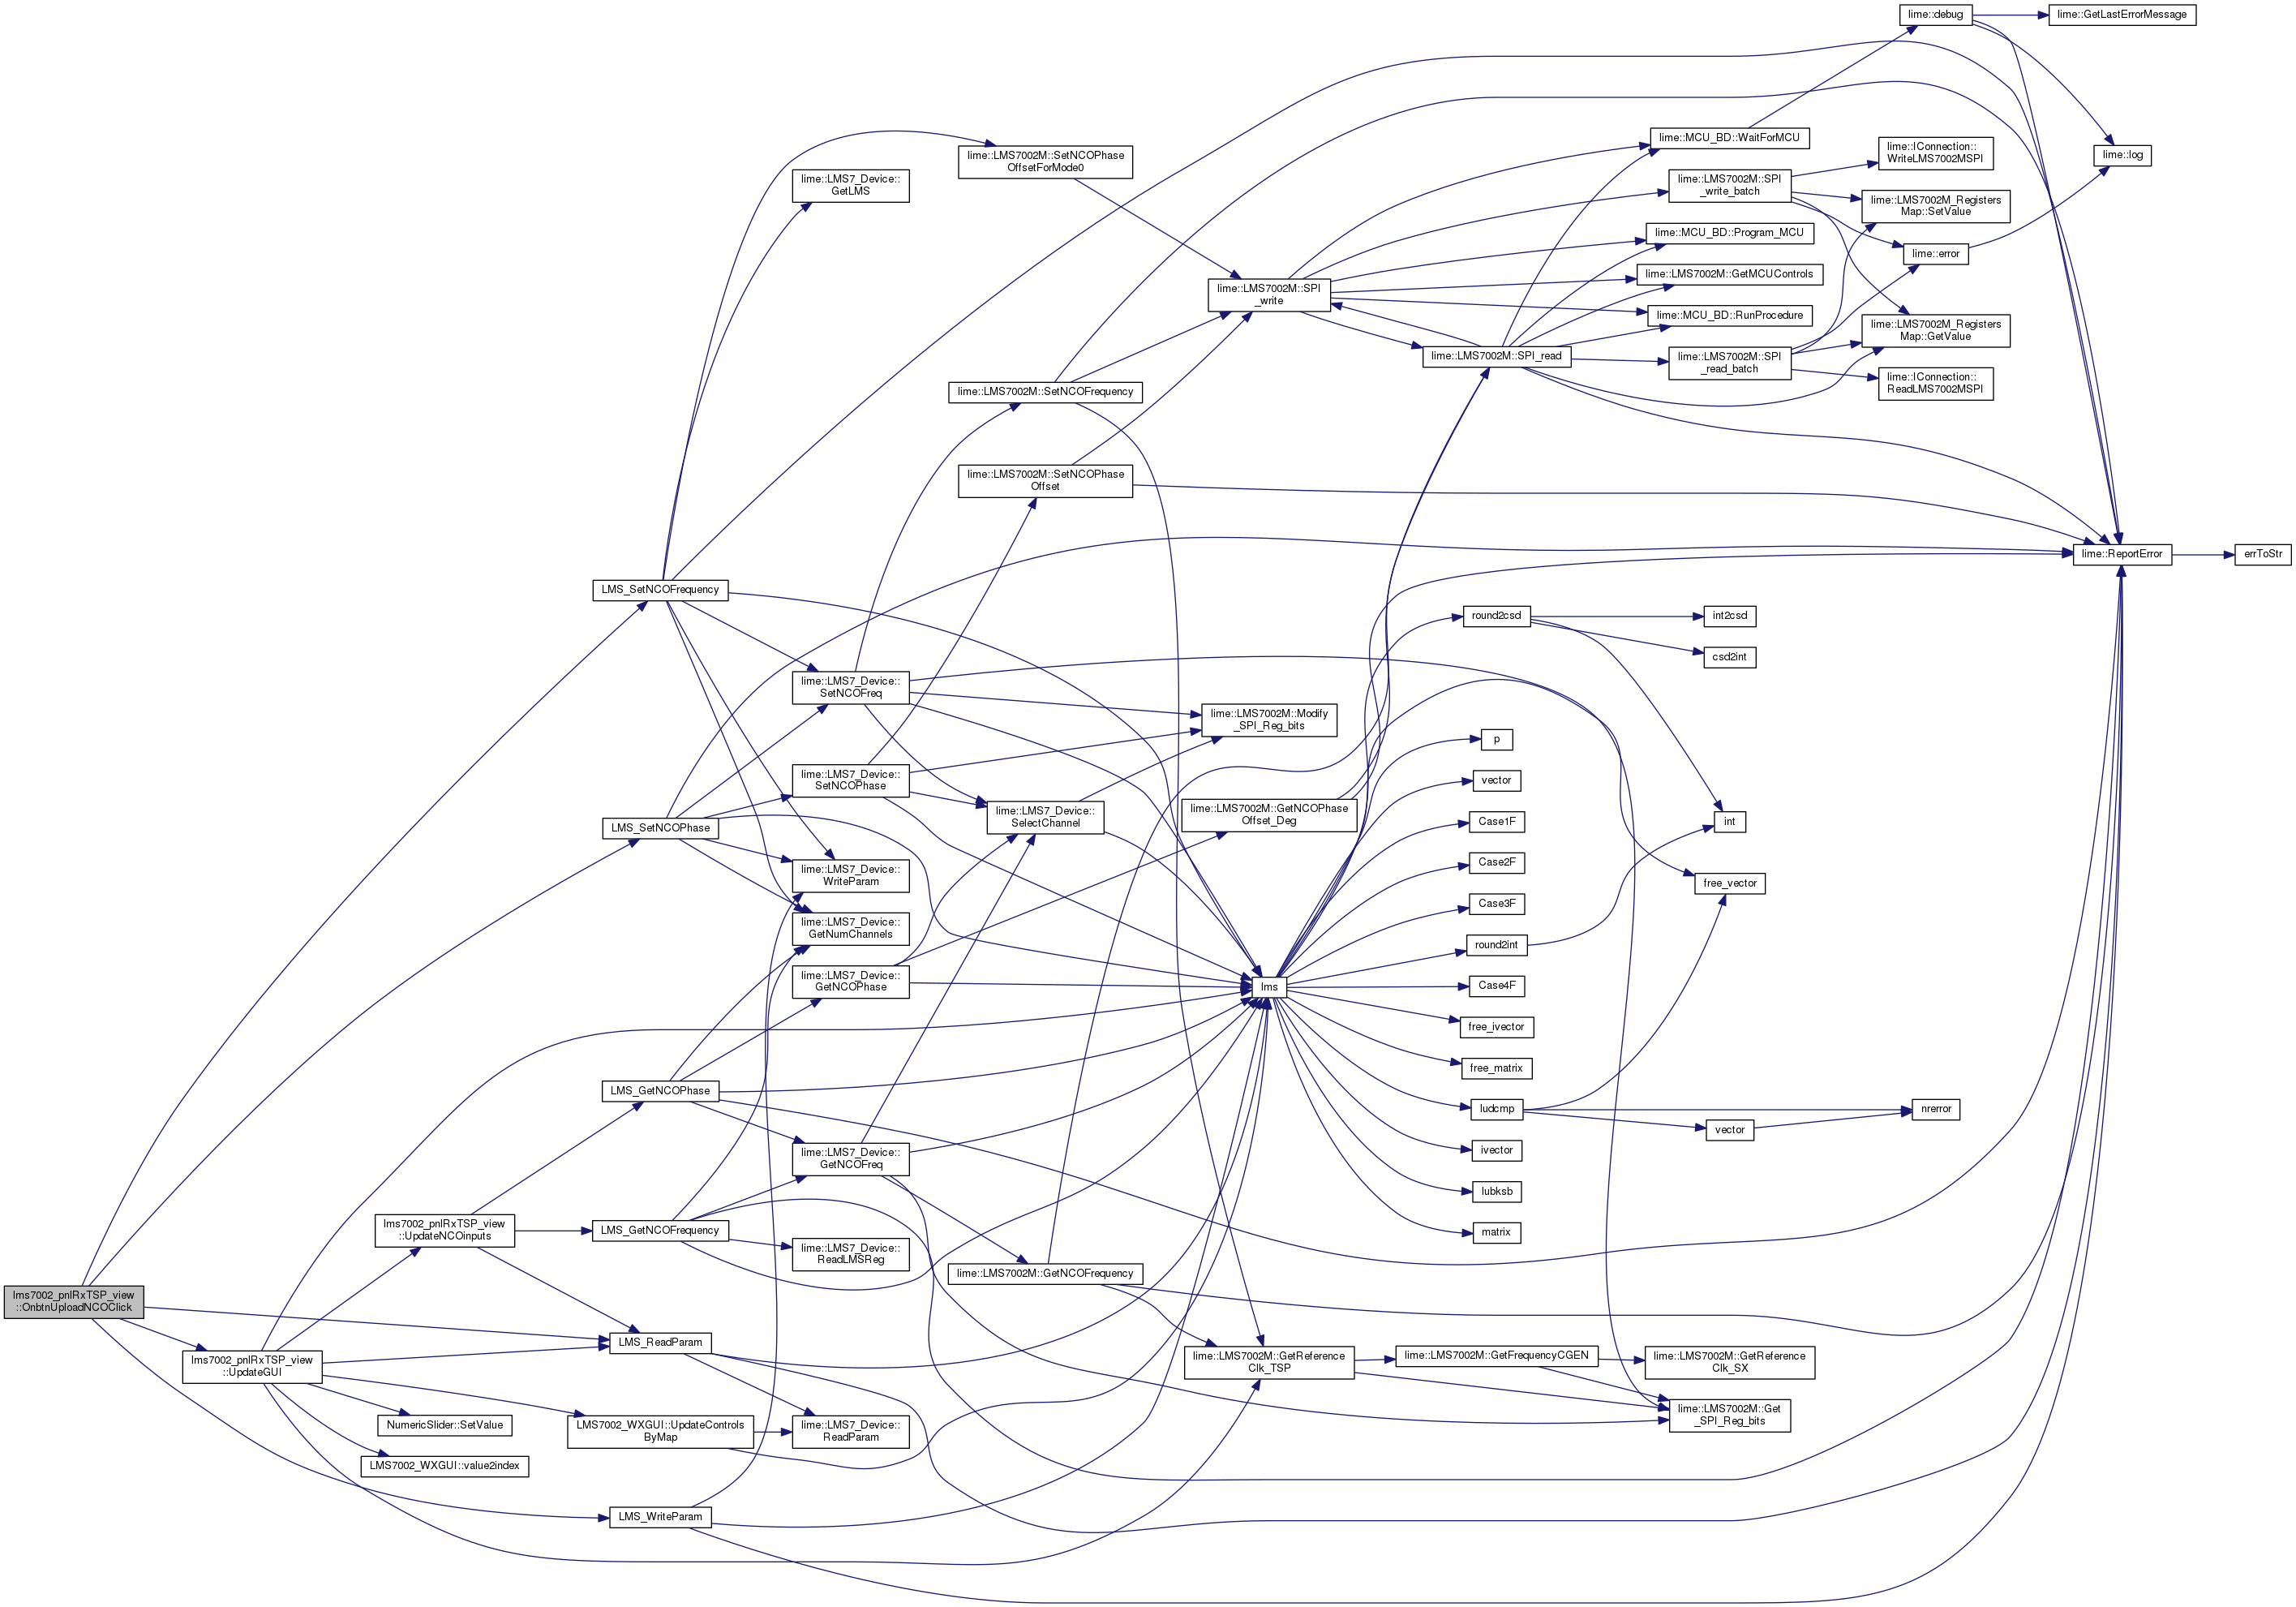 lms7002_pnlRxTSP_view
::OnbtnUploadNCOClick
lms7002_pnlRxTSP_view
::UpdateGUI
lms7002_pnlRxTSP_view
::UpdateNCOinputs
NumericSlider::SetValue
LMS7002_WXGUI::value2index
LMS_SetNCOFrequency
LMS_SetNCOPhase
LMS_GetNCOPhase
LMS_GetNCOFrequency
LMS_ReadParam
LMS7002_WXGUI::UpdateControls
ByMap
LMS_WriteParam
lime::LMS7_Device::
GetLMS
lime::LMS7_Device::
SetNCOFreq
lime::LMS7_Device::
SetNCOPhase
lime::LMS7_Device::
WriteParam
lime::LMS7_Device::
GetNumChannels
lime::LMS7_Device::
GetNCOPhase
lime::LMS7_Device::
GetNCOFreq
lime::LMS7_Device::
ReadLMSReg
lime::LMS7_Device::
ReadParam
lime::LMS7002M::SetNCOPhase
OffsetForMode0
lime::LMS7002M::SetNCOFrequency
lime::LMS7002M::SetNCOPhase
Offset
lime::LMS7_Device::
SelectChannel
lime::LMS7002M::GetNCOFrequency
lime::LMS7002M::SPI
_write
lime::LMS7002M::Modify
_SPI_Reg_bits
lime::LMS7002M::GetNCOPhase
Offset_Deg
lms
lime::LMS7002M::GetReference
Clk_TSP
lime::LMS7002M::SPI_read
round2csd
p
vector
Case1F
Case2F
Case3F
round2int
Case4F
free_ivector
free_matrix
ludcmp
ivector
lubksb
matrix
lime::LMS7002M::GetFrequencyCGEN
lime::MCU_BD::WaitForMCU
lime::LMS7002M::SPI
_write_batch
lime::MCU_BD::Program_MCU
lime::LMS7002M::GetMCUControls
lime::MCU_BD::RunProcedure
lime::LMS7002M::SPI
_read_batch
int2csd
csd2int
int
free_vector
vector
lime::LMS7002M::GetReference
Clk_SX
lime::LMS7002M::Get
_SPI_Reg_bits
lime::debug
lime::IConnection::
WriteLMS7002MSPI
lime::LMS7002M_Registers
Map::SetValue
lime::error
lime::LMS7002M_Registers
Map::GetValue
lime::IConnection::
ReadLMS7002MSPI
nrerror
lime::GetLastErrorMessage
lime::log
lime::ReportError
errToStr